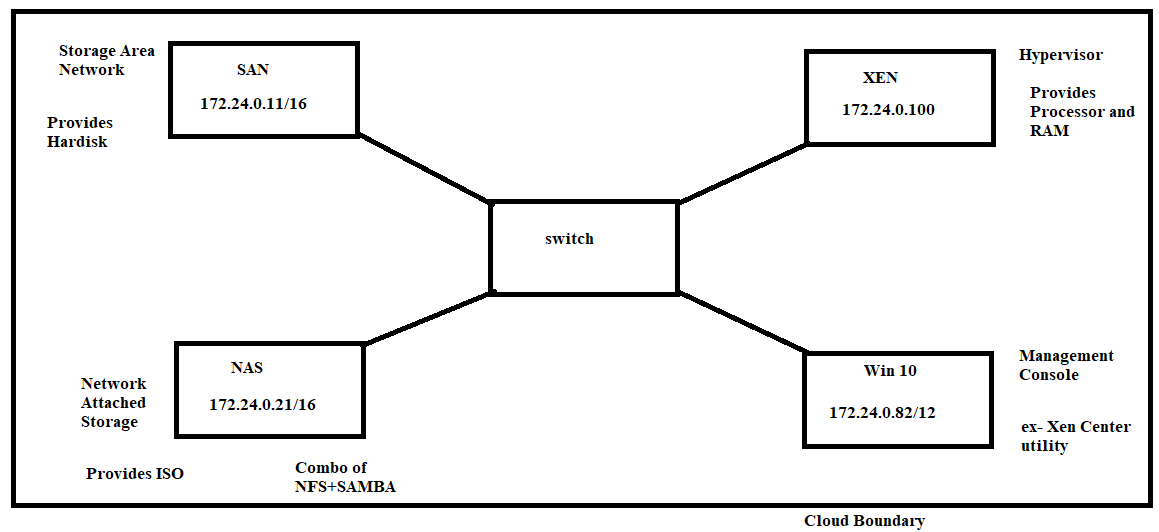 Storage Area
Network
SAN
172.24.0.11/16
Provides
Hardisk
XEN
172.24.0.100
Hypervisor
Provides
Processor and
RAM
switch
NAS
172.24.0.21/16
Network
Attached
Storage
Provides ISO
Combo of
NFS+SAMBA
Win 10
172.24.0.82/12
Management
Console
ex- Xen Center
utility
Cloud Boundary